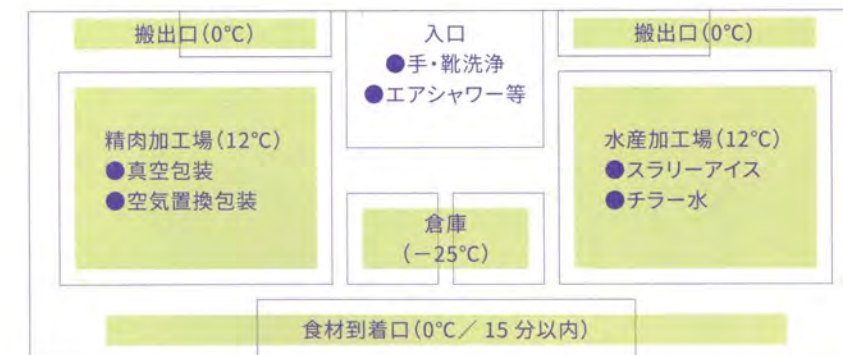 搬出口(0℃)
入口
●手・靴洗浄
●エアシャワー等
搬出口(0℃)
精肉加工場(12℃)
●真空包装
●空気置換包装
水産加工場(12℃)
●スラリーアイス
●チラー水
倉庫
(−25℃)
食材到着口(0℃/15分以内)